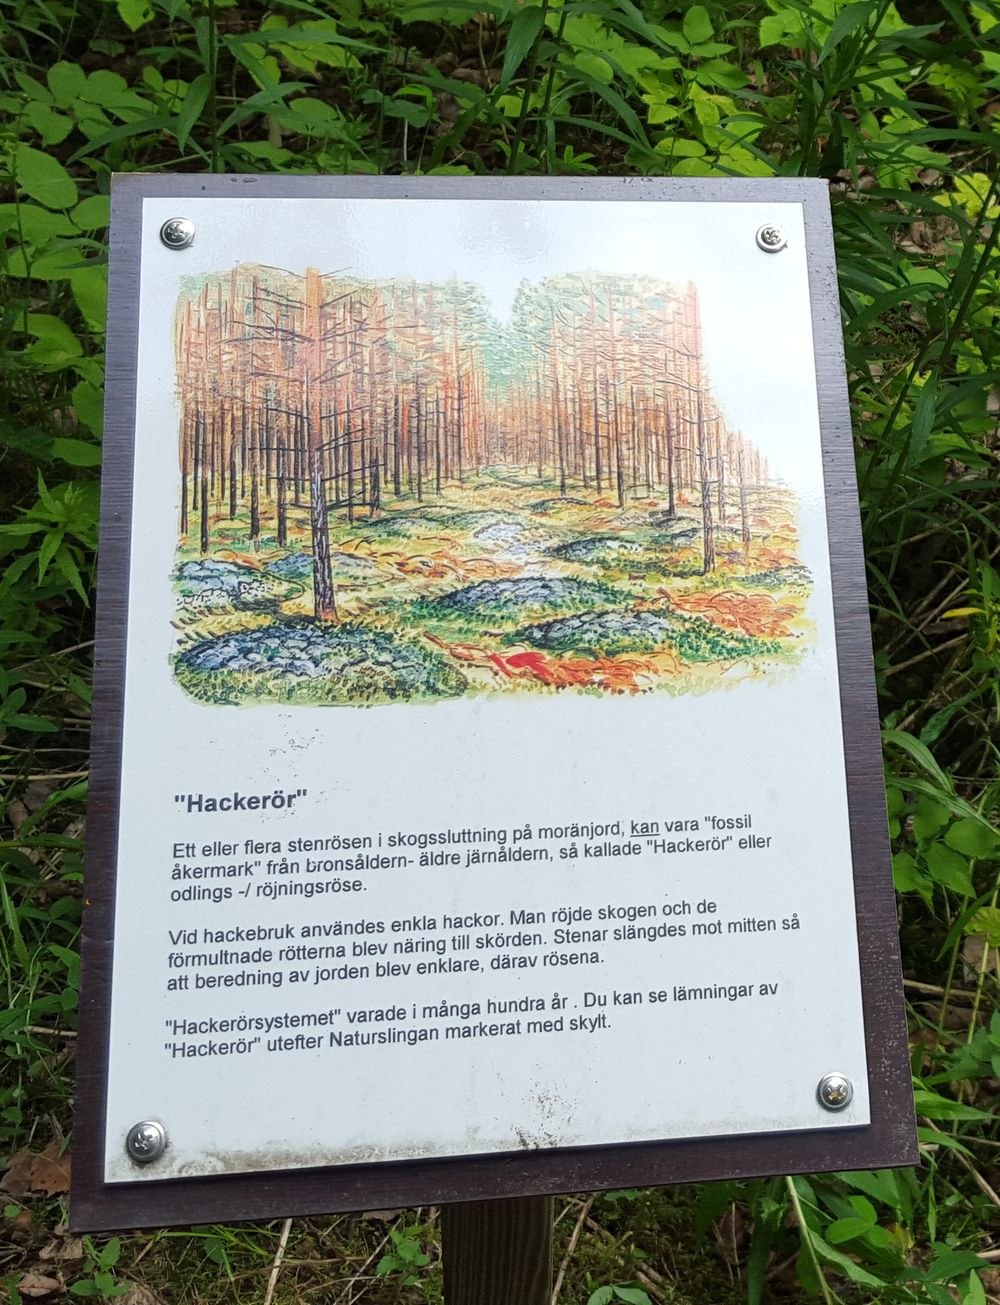 "Hackerör"
Ett eller flera stenrösen i skogssluttning på moränjord, kan vara "fossil
åkermark" från bronsåldern- äldre järnåldern, så kallade "Hackerör" eller
odlings -/ röjningsröse.
Vid hackebruk användes enkla hackor. Man röjde skogen och de
förmultnade rötterna blev näring till skörden. Stenar slängdes mot mitten så
att beredning av jorden blev enklare, därav rösena.
"Hackerörsystemet" varade i många hundra år . Du kan se lämningar av
"Hackerör" utefter Naturslingan markerat med skylt.